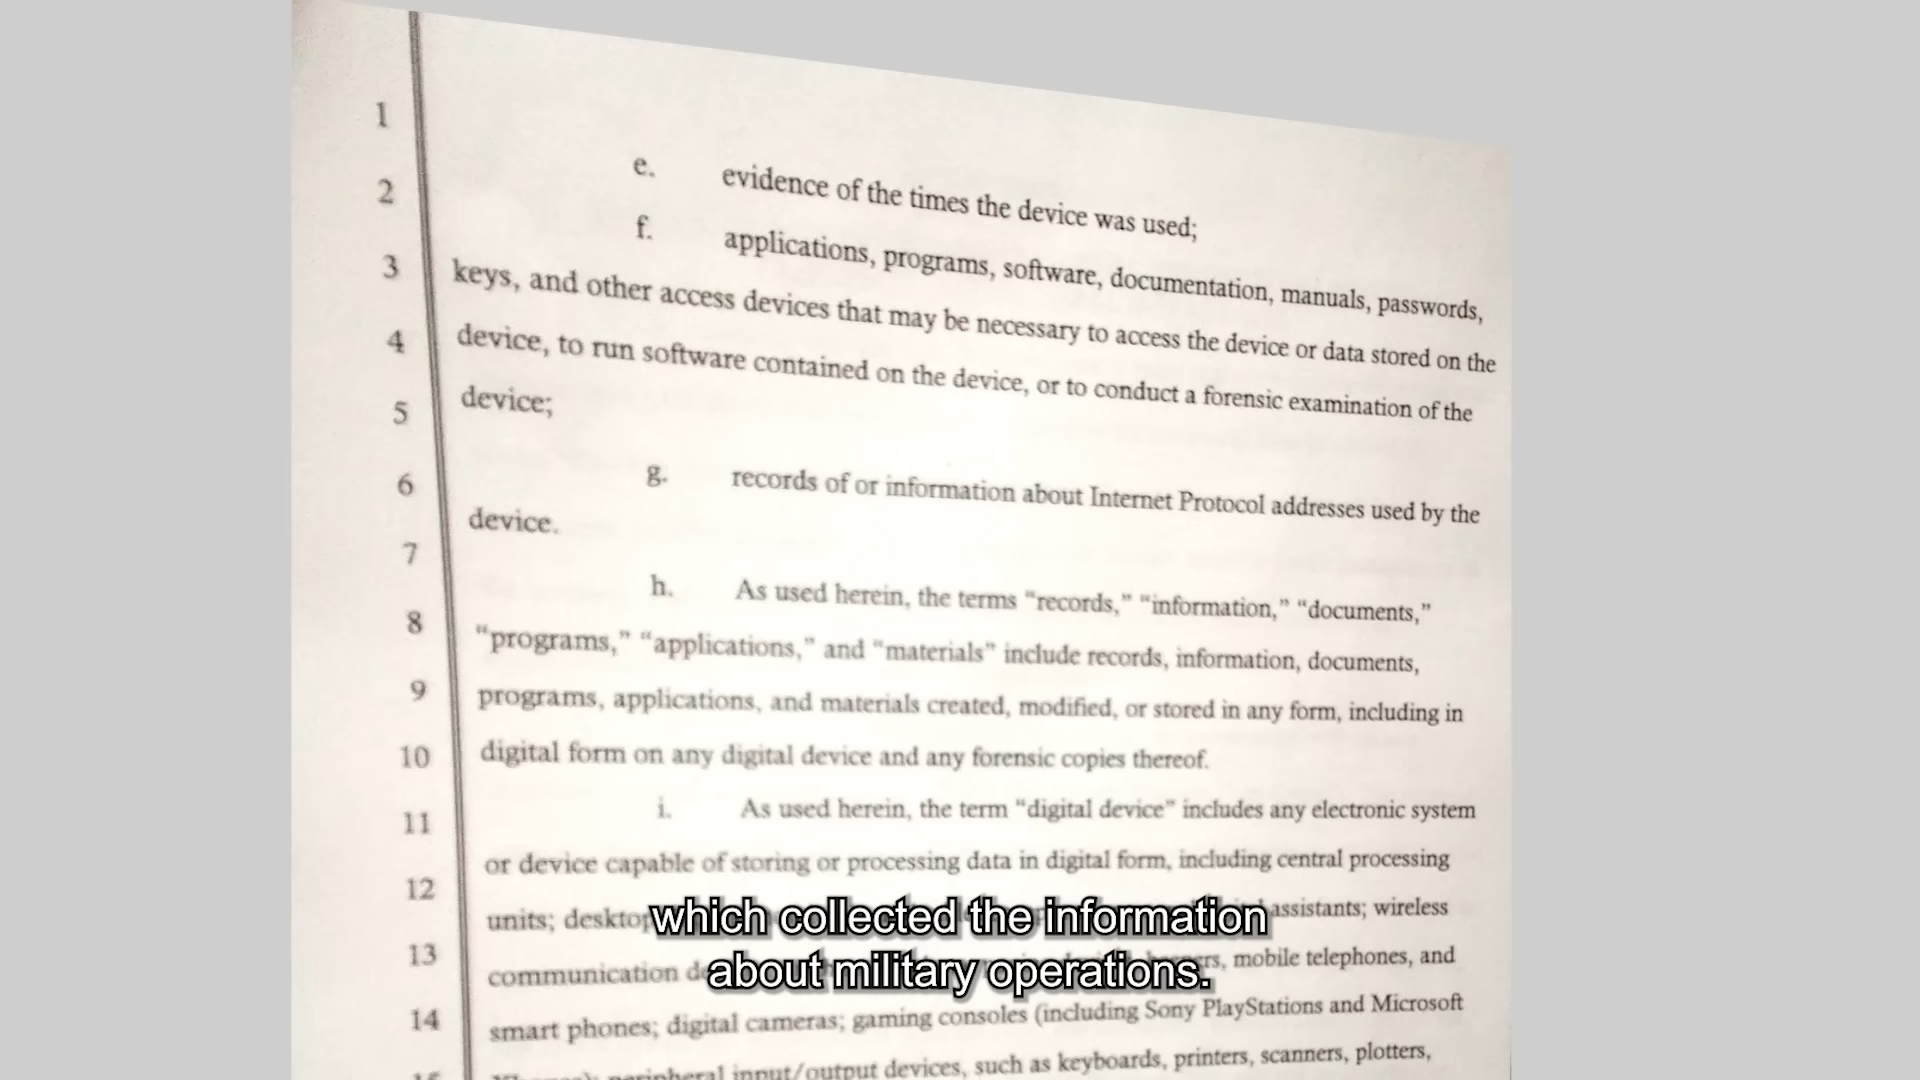 1
e. evidence of the times the device was used;
2
f. applications, programs, software, documentation, manuals, passwords,
3 keys, and other access devices that may be necessary to access the device or data stored on the
4 device, to run software contained on the device, or to conduct a forensic examination of the
5 device;
6 g. records of or information about Internet Protocol addresses used by the
device.
7
h. As used herein, the terms “records,” “information,” “documents,”
8 “programs,” “applications,” and “materials” include records, information, documents,
9 programs, applications, and materials created, modified, or stored in any form, including in
10 digital form on any digital device and any forensic copies thereof.
11 i. As used herein, the term “digital device” includes any electronic system
or device capable of storing or processing data in digital form, including central processing
12
units; assistants; wireless
13 communication mobile telephones, and
14 smart phones; digital cameras; gaming consoles (including Sony PlayStations and Microsoft
peripheral input/output devices, such as keyboards, printers, scanners, plotters,
which collected the information
about military operations.